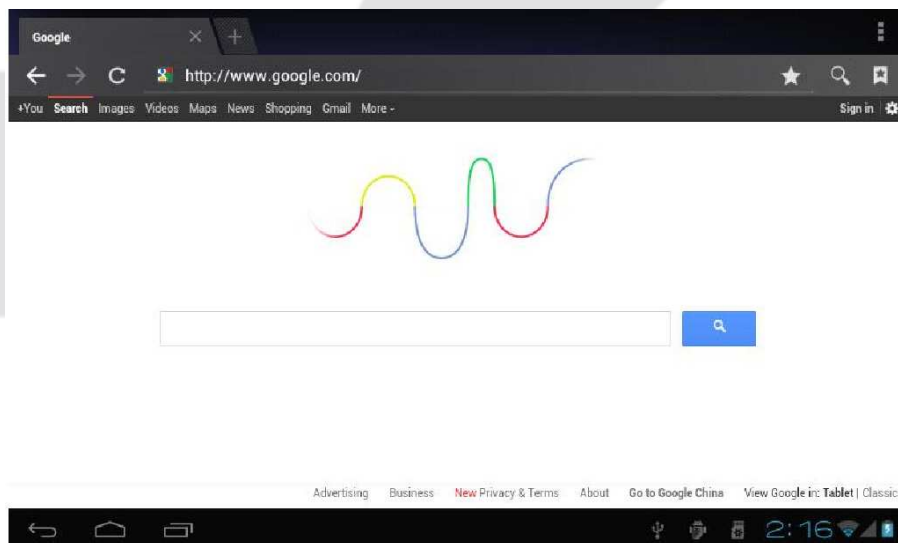 Google
http://www.google.com/
+You Search Images Videos Maps News Shopping Gmail More Sign in
Advertising Business New Privacy & Terms About Go to Google China View Google in: Tablet | Classic
2:16